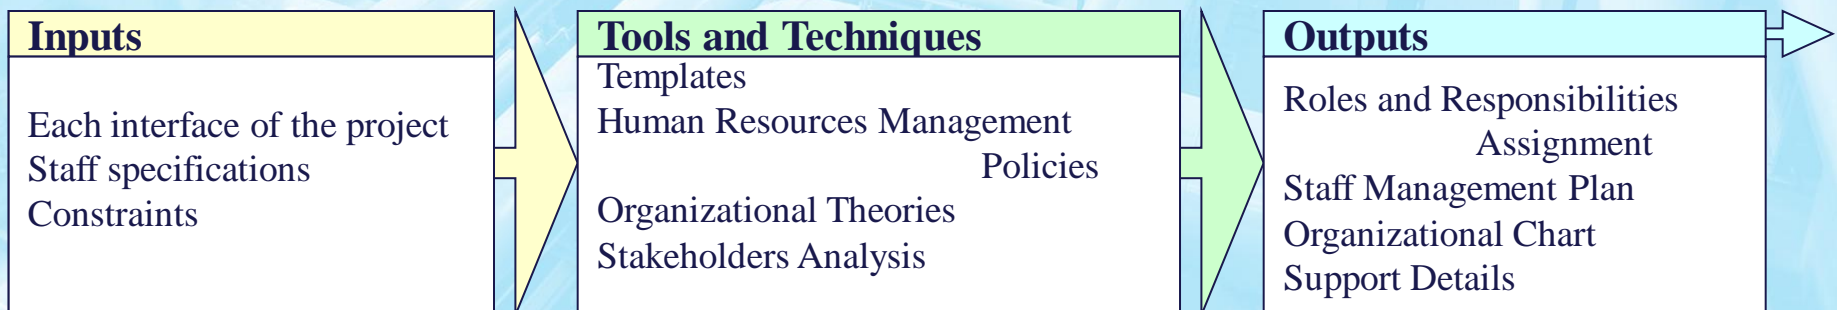 Inputs
Each interface of the project
Staff specifications
Constraints
Tools and Techniques
Templates
Human Resources Management
Policies
Organizational Theories
Stakeholders Analysis
Outputs
Roles and Responsibilities
Assignment
Staff Management Plan
Organizational Chart
Support Details